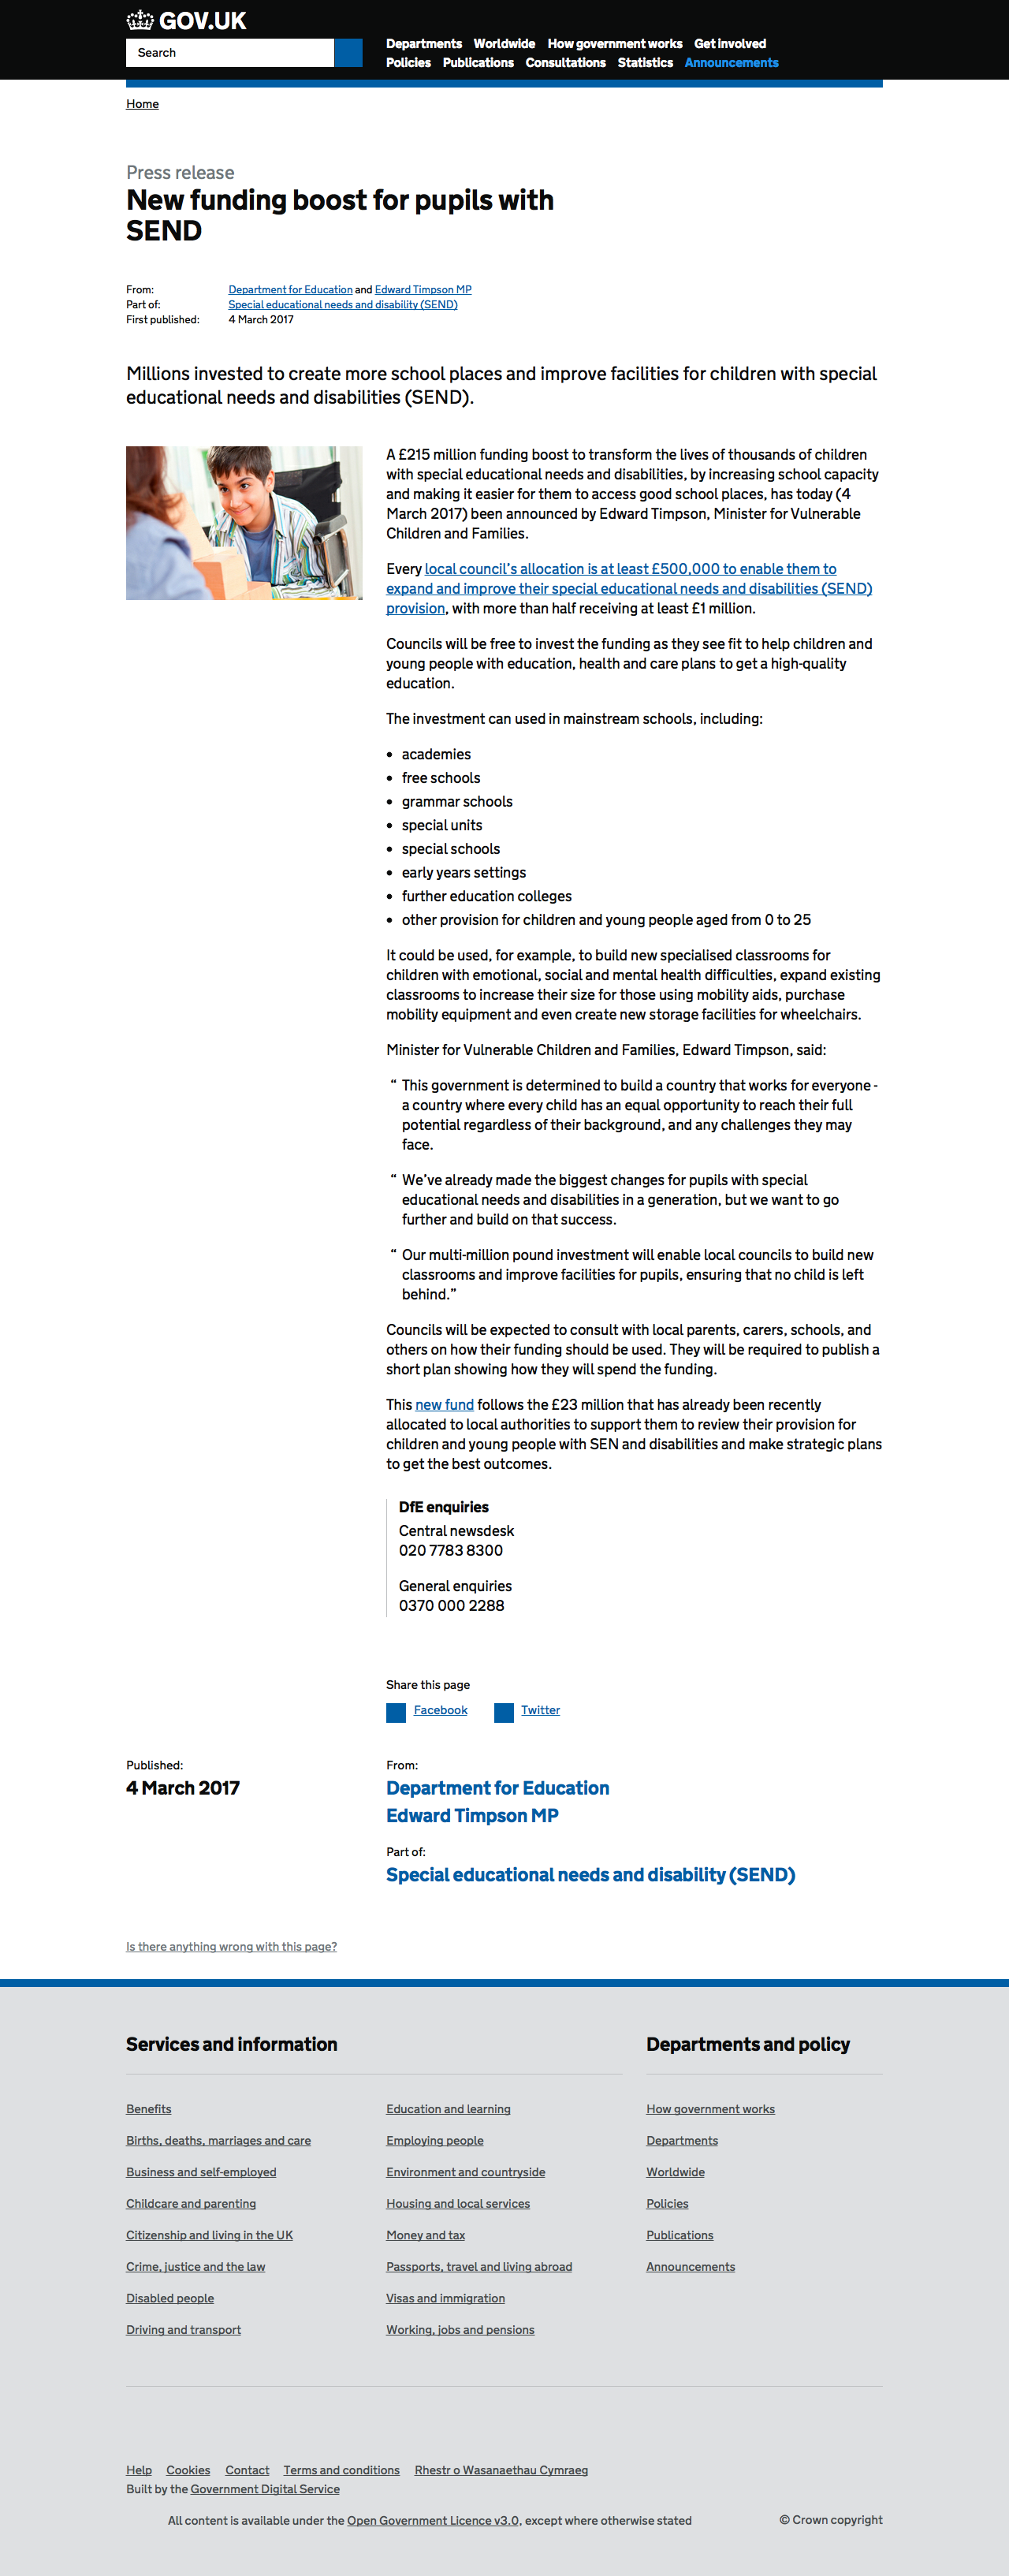 GOV.UK
Search
Departments Worldwide How government works Get involved
Policies Publications Consultations Statistics Announcements
Home
Press release
New funding boost for pupils with
SEND
From: Department for Education and Edward Timpson MP
Part of: Special educational needs and disability (SEND)
First published: 4 March 2017
Millions invested to create more school places and improve facilities for children with special
educational needs and disabilities (SEND).
A £215 million funding boost to transform the lives of thousands of children
with special educational needs and disabilities, by increasing school capacity
and making it easier for them to access good school places, has today (4
March 2017) been announced by Edward Timpson, Minister for Vulnerable
Children and Families.
Every local council’s allocation is at least £500,000 to enable them to
expand and improve their special educational needs and disabilities (SEND)
provision, with more than half receiving at least £1 million.
Councils will be free to invest the funding as they see fit to help children and
young people with education, health and care plans to get a high-quality
education.
The investment can used in mainstream schools, including:
• academies
• free schools
• grammar schools
• special units
• special schools
• early years settings
• further education colleges
• other provision for children and young people aged from 0 to 25
It could be used, for example, to build new specialised classrooms for
children with emotional, social and mental health difficulties, expand existing
classrooms to increase their size for those using mobility aids, purchase
mobility equipment and even create new storage facilities for wheelchairs.
Minister for Vulnerable Children and Families, Edward Timpson, said:
“ This government is determined to build a country that works for everyone -
a country where every child has an equal opportunity to reach their full
potential regardless of their background, and any challenges they may
face.
“ We’ve already made the biggest changes for pupils with special
educational needs and disabilities in a generation, but we want to go
further and build on that success.
“ Our multi-million pound investment will enable local councils to build new
classrooms and improve facilities for pupils, ensuring that no child is left
behind.”
Councils will be expected to consult with local parents, carers, schools, and
others on how their funding should be used. They will be required to publish a
short plan showing how they will spend the funding.
This new fund follows the £23 million that has already been recently
allocated to local authorities to support them to review their provision for
children and young people with SEN and disabilities and make strategic plans
to get the best outcomes.
DfE enquiries
Central newsdesk
020 7783 8300
General enquiries
0370 000 2288
Share this page
Facebook Twitter
Published:
4 March 2017
From:
Department for Education
Edward Timpson MP
Part of:
Special educational needs and disability (SEND)
Is there anything wrong with this page?
Services and information
Benefits
Births, deaths, marriages and care
Business and self-employed
Childcare and parenting
Citizenship and living in the UK
Crime, justice and the law
Disabled people
Driving and transport
Education and learning
Employing people
Environment and countryside
Housing and local services
Money and tax
Passports, travel and living abroad
Visas and immigration
Working, jobs and pensions
Departments and policy
How government works
Departments
Worldwide
Policies
Publications
Announcements
Help Cookies Contact Terms and conditions Rhestr o Wasanaethau Cymraeg
Built by the Government Digital Service
All content is available under the Open Government Licence v3.0, except where otherwise stated
© Crown copyright